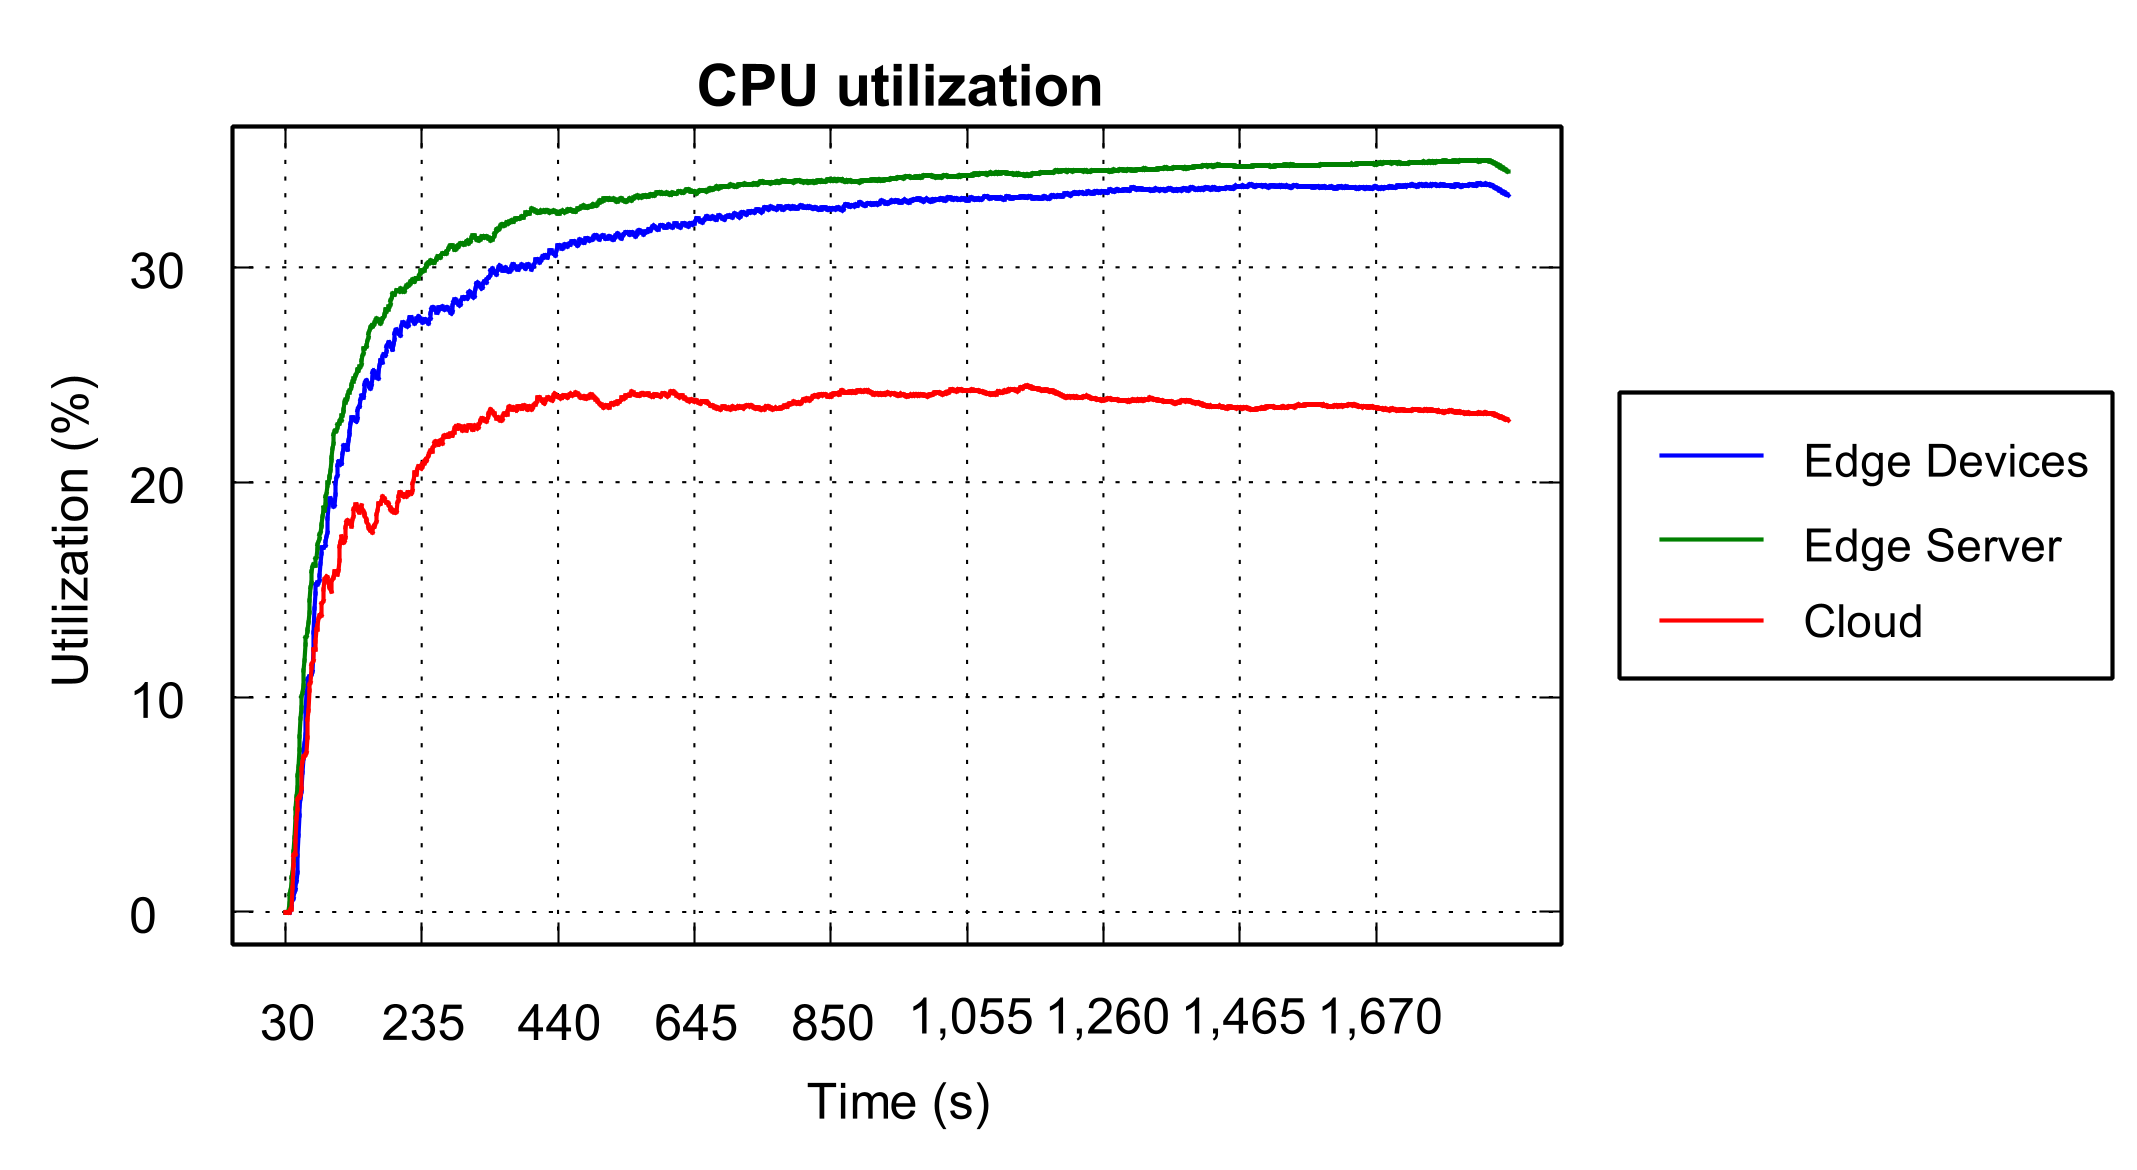 CPU utilization
Utilization (%)
30
20
10
0
30 235 440 645 850 1,055 1,260 1,465 1,670
Time (s)
Edge Devices
Edge Server
Cloud